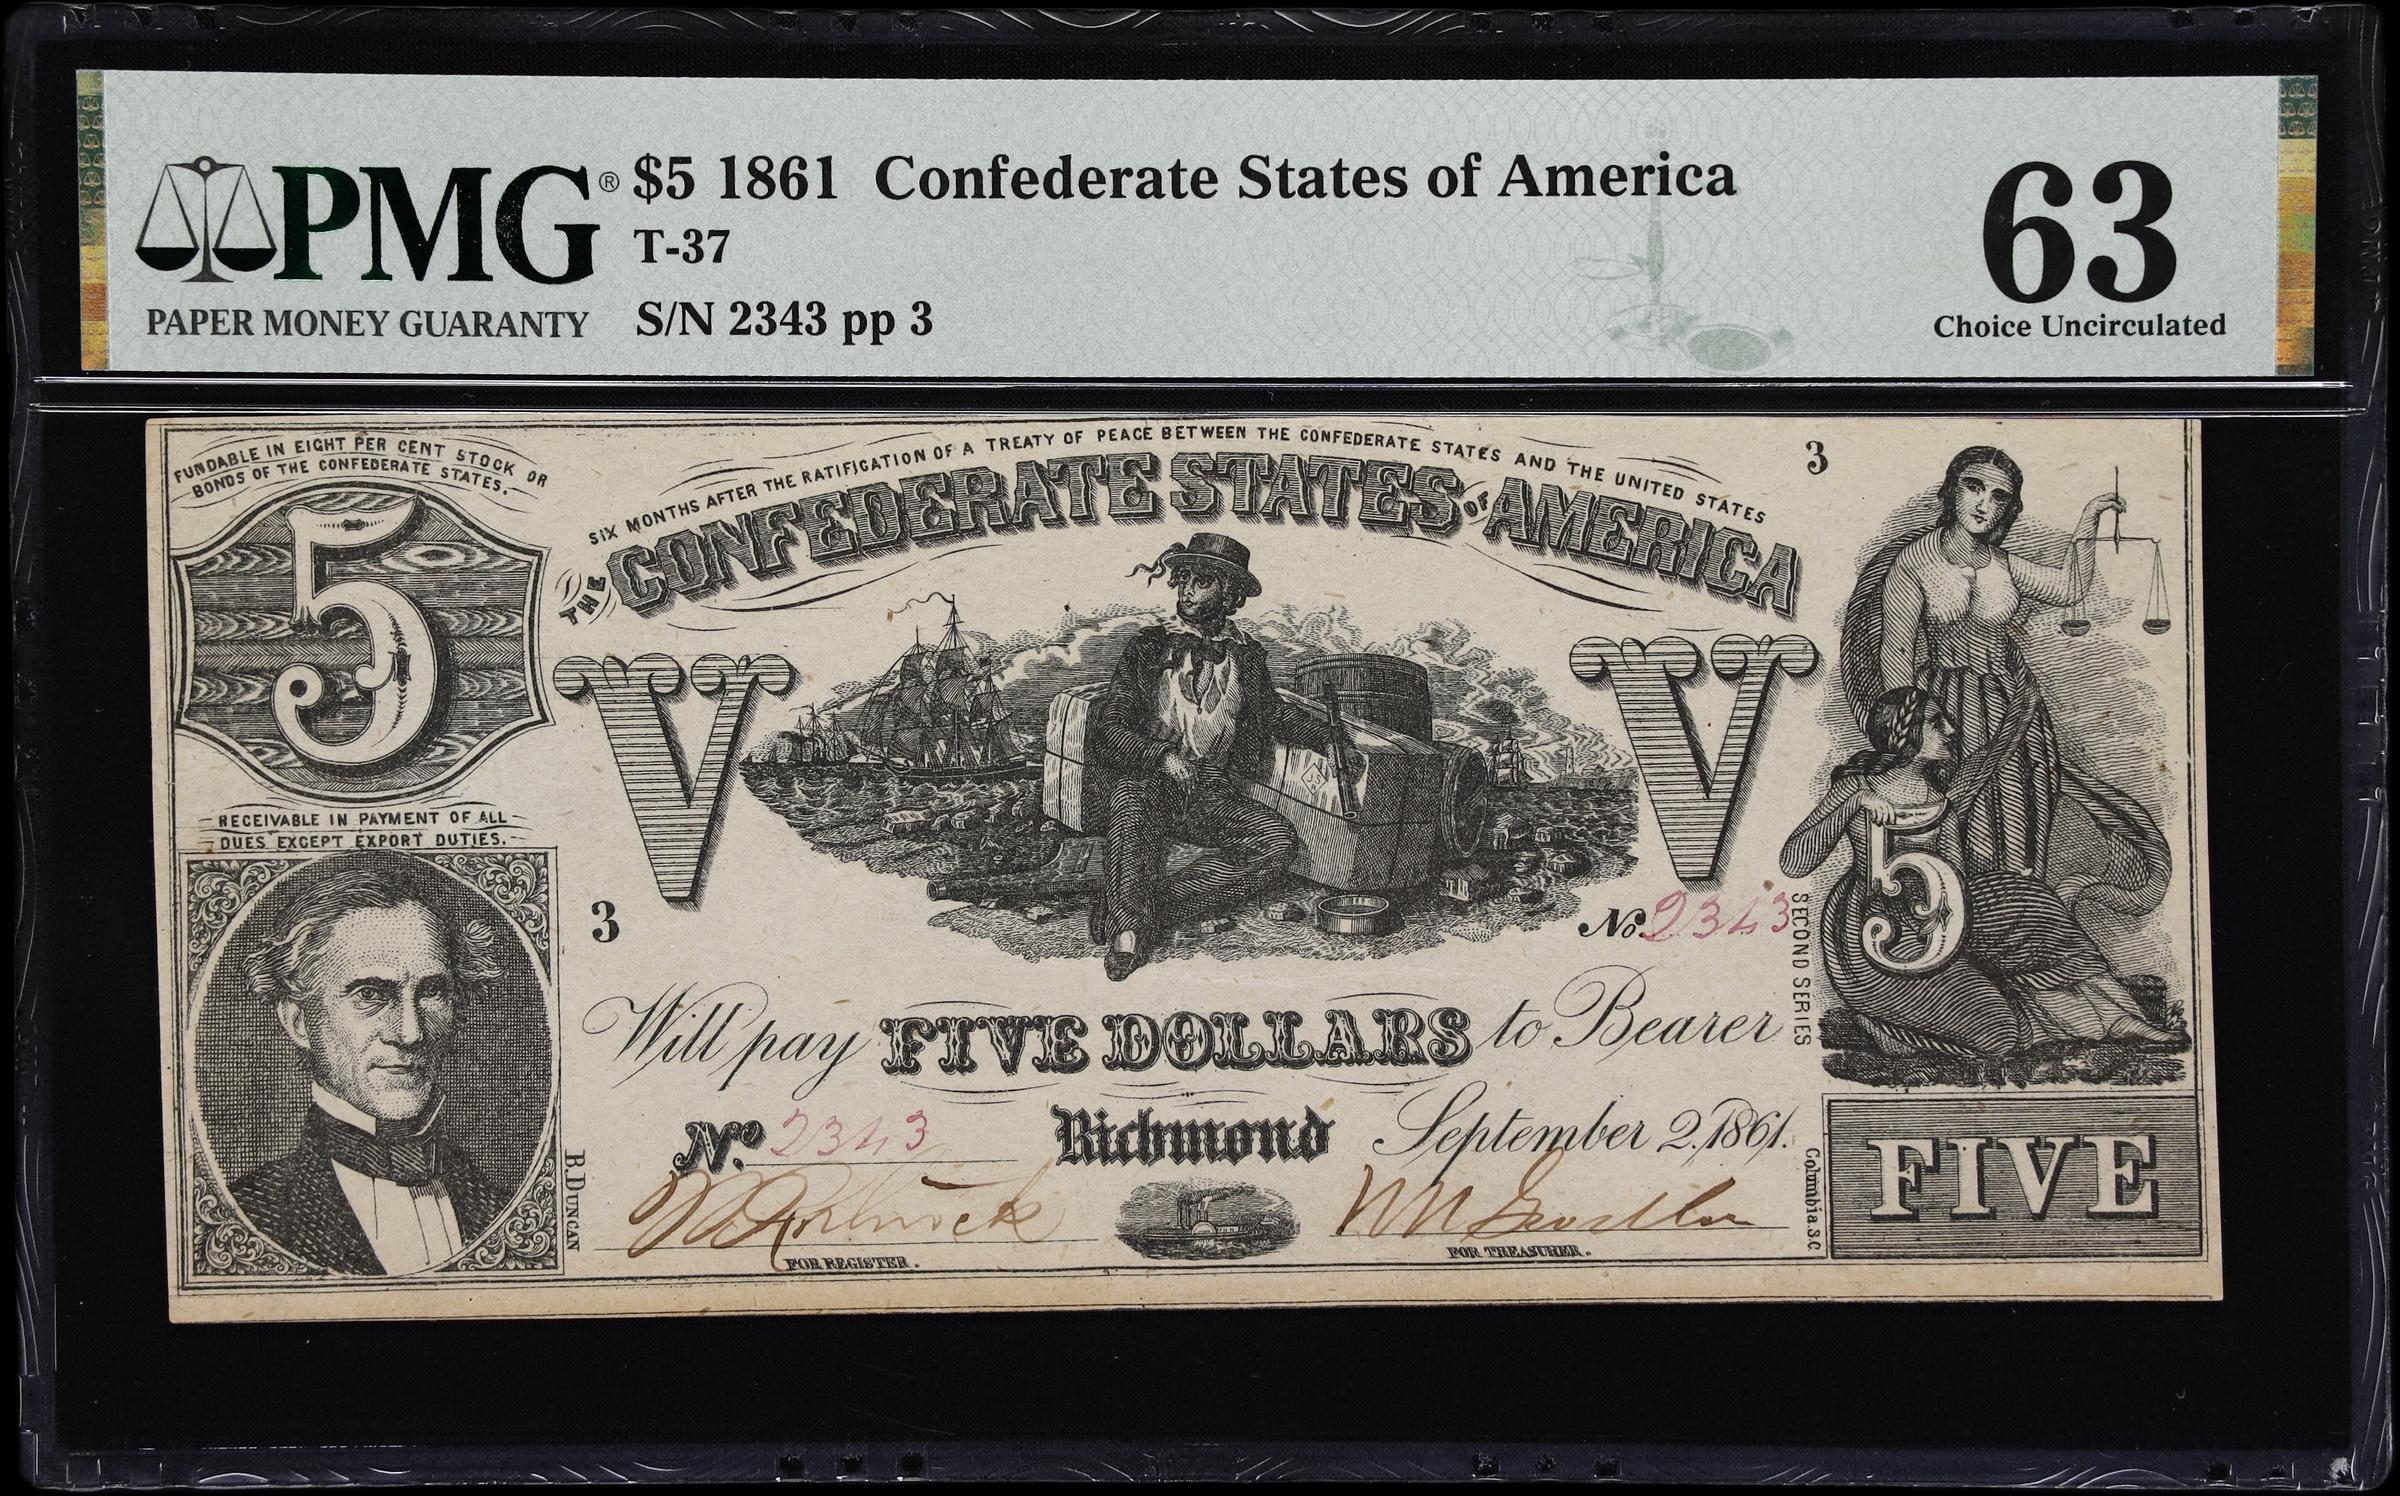 PMG® $5 1861 Confederate States of America
T-37
PAPER MONEY GUARANTY S/N 2343 pp 3
63
Choice Uncirculated
FUNDABLE IN EIGHT PER CENT STOCK OR
BONDS OF THE CONFEDERATE STATES.
SIX MONTHS AFTER THE RATIFICATION OF A TREATY OF PEACE BETWEEN THE CONFEDERATE STATES AND THE UNITED STATES
THE CONFEDERATE STATES OF AMERICA
3
5
V
V
RECEIVABLE IN PAYMENT OF ALL
DUES EXCEPT EXPORT DUTIES.
3
No. 2343
SECOND SERIES
5
Will pay FIVE DOLLARS to Bearer
No. 2343 Richmond September 2, 1861.
FIVE
B. DUNCAN
Columbia. S.C
FOR REGISTER.
FOR TREASURER.